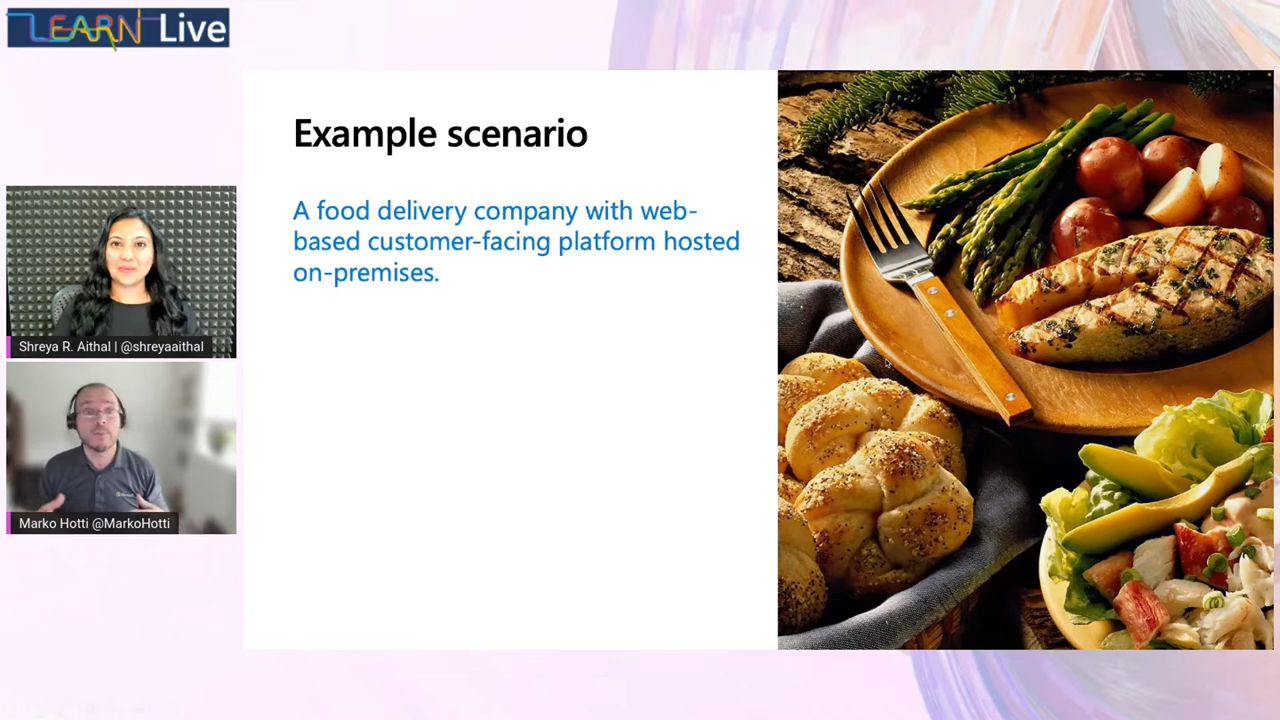 LEARN Live
Example scenario
A food delivery company with web-
based customer-facing platform hosted
on-premises.
Shreya R. Aithal | @shreyaaithal
Marko Hotti @MarkoHotti